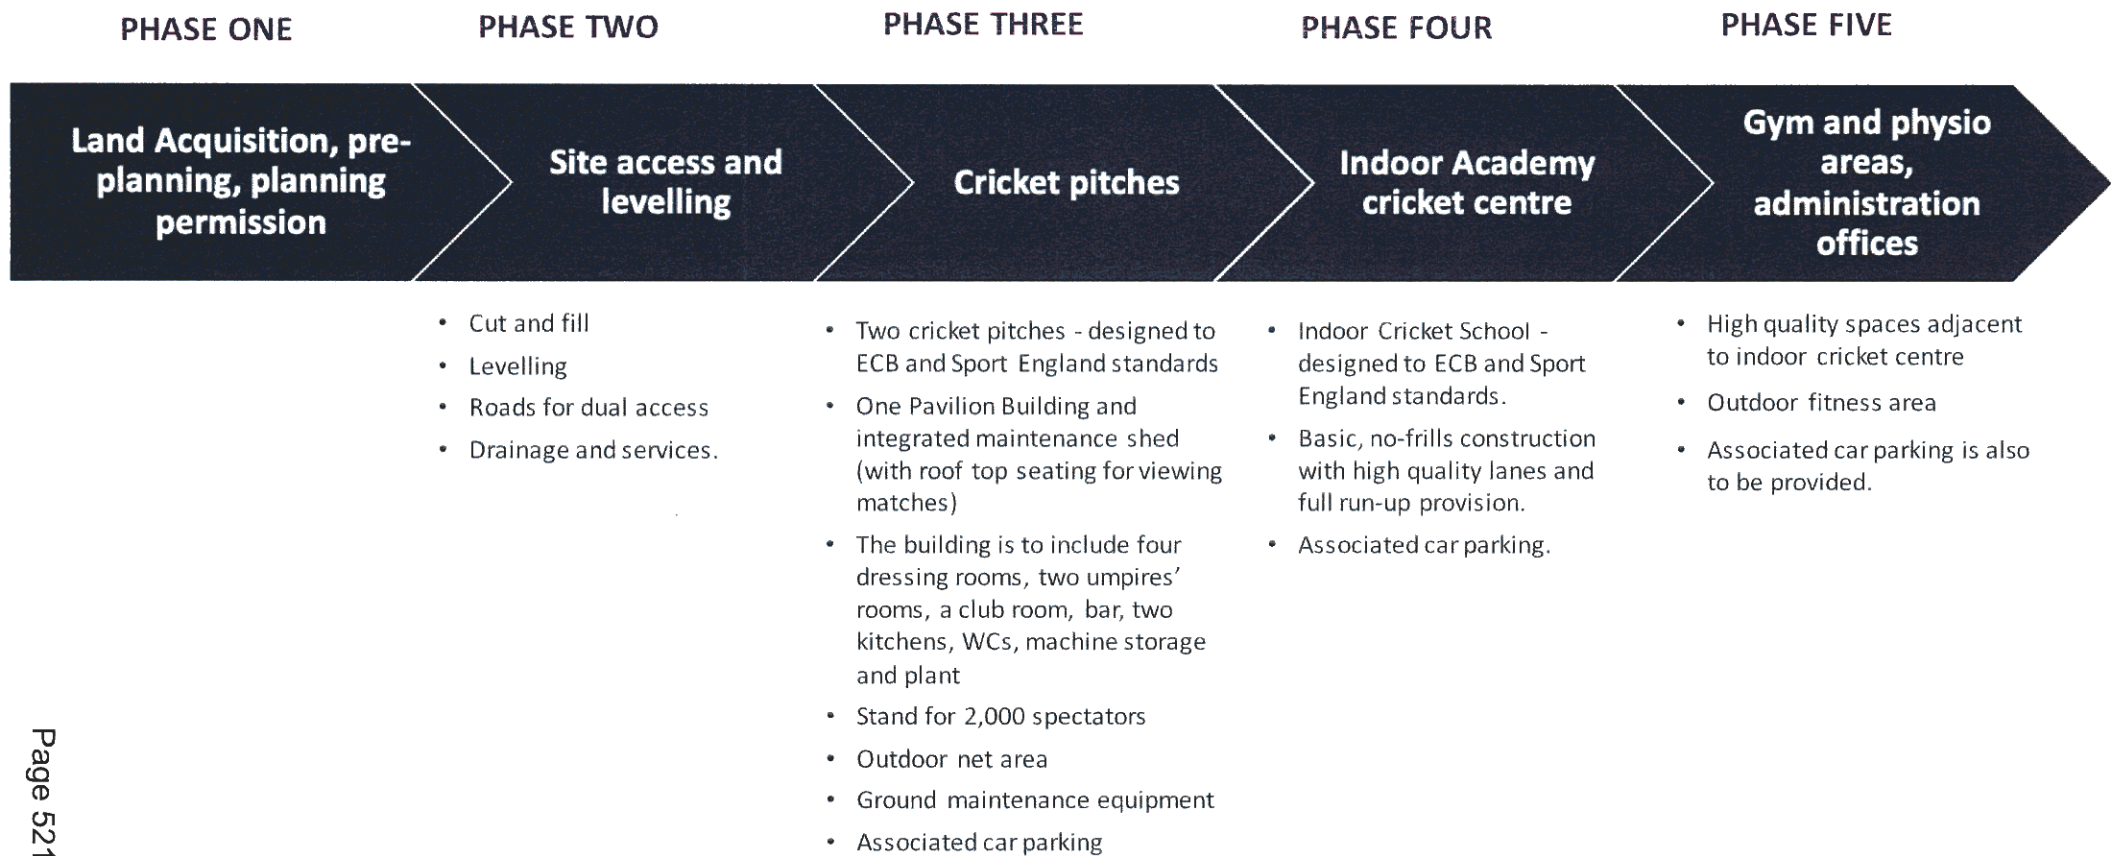 PHASE ONE
PHASE TWO
PHASE THREE
PHASE FOUR
PHASE FIVE
Land Acquisition, pre-
planning, planning
permission
Site access and
levelling
Cricket pitches
Indoor Academy
cricket centre
Gym and physio
areas,
administration
offices
• Cut and fill
• Levelling
• Roads for dual access
• Drainage and services.
• Two cricket pitches - designed to
ECB and Sport England standards
• One Pavilion Building and
integrated maintenance shed
(with roof top seating for viewing
matches)
• The building is to include four
dressing rooms, two umpires’
rooms, a club room, bar, two
kitchens, WCs, machine storage
and plant
• Stand for 2,000 spectators
• Outdoor net area
• Ground maintenance equipment
• Associated car parking
• Indoor Cricket School -
designed to ECB and Sport
England standards.
• Basic, no-frills construction
with high quality lanes and
full run-up provision.
• Associated car parking.
• High quality spaces adjacent
to indoor cricket centre
• Outdoor fitness area
• Associated car parking is also
to be provided.
Page 521